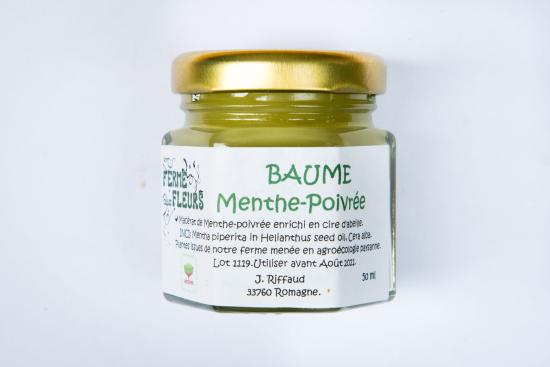 FERME
FLEURS
BAUME
Menthe-Poivrée
Macérat de Menthe-poivrée enrichi en cire d'abeille.
INCI: Mentha piperita in Helianthus seed oil, Cera alba.
Plantes issues de notre ferme menée en agroécologie paysanne.
Lot 1119.Utiliser avant Août 2021.
J. Riffaud
50 ml
33760 Romagne.